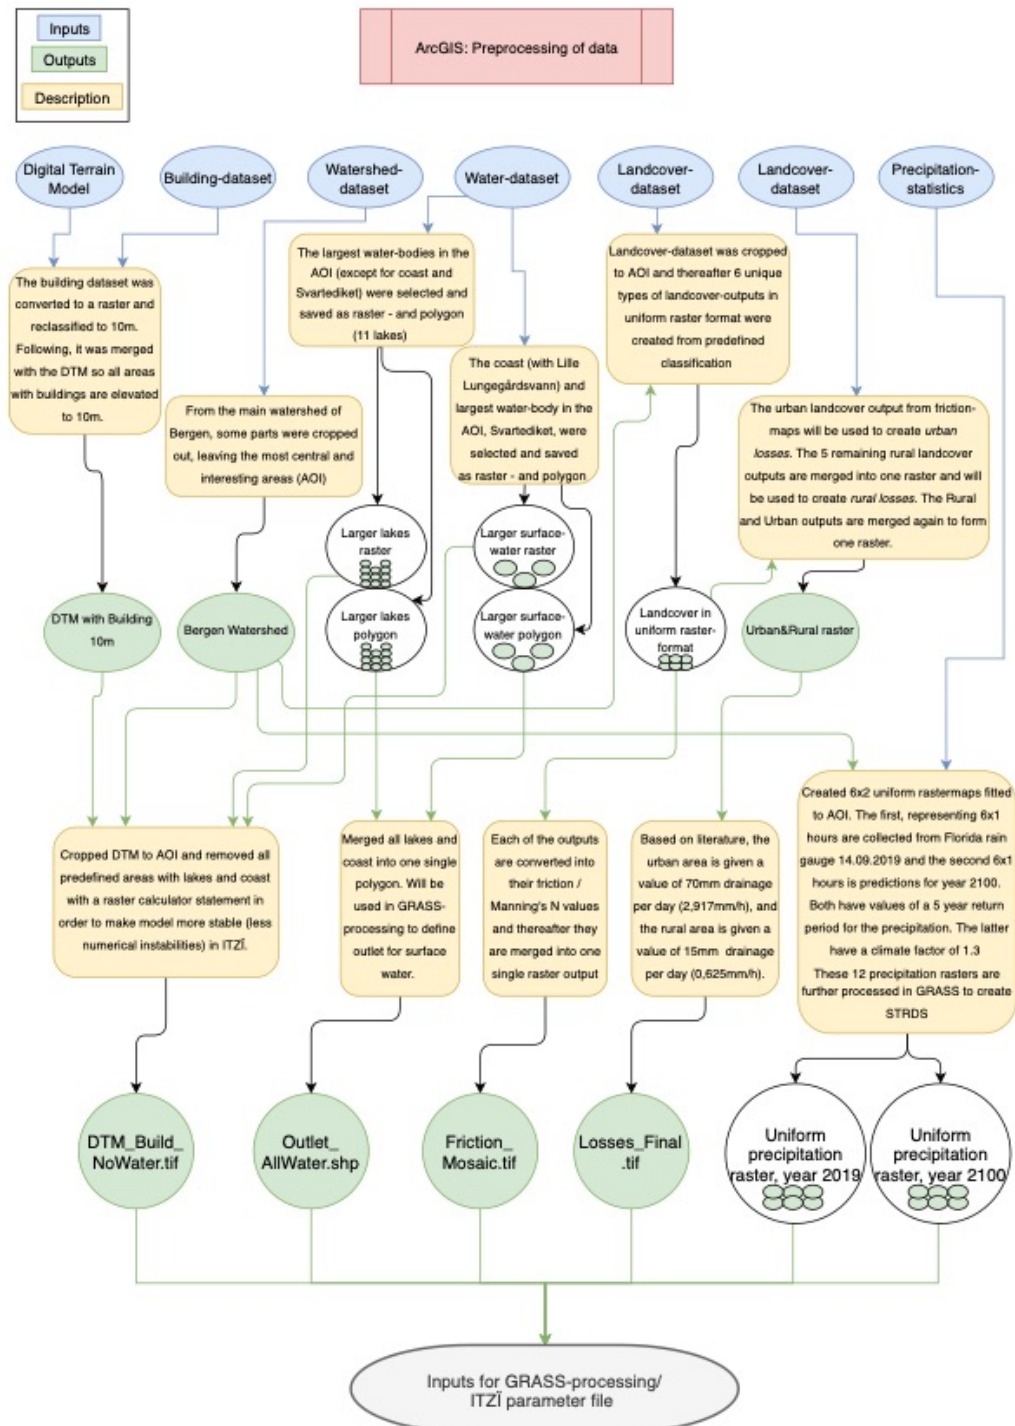 Inputs
Outputs
Description
ArcGIS: Preprocessing of data
Digital Terrain
Model
Building-dataset
Watershed-
dataset
Water-dataset
Landcover-
dataset
Landcover-
dataset
Precipitation-
statistics
The building dataset was
converted to a raster and
reclassified to 10m.
Following, it was merged
with the DTM so all areas
with buildings are elevated
to 10m.
From the main watershed of
Bergen, some parts were cropped
out, leaving the most central and
interesting areas (AOI)
The largest water-bodies in the
AOI (except for coast and
Svartediket) were selected and
saved as raster - and polygon
(11 lakes)
The coast (with Lille
Lungegårdsvann) and
largest water-body in the
AOI, Svartediket, were
selected and saved
as raster - and polygon
Landcover-dataset was cropped
to AOI and thereafter 6 unique
types of landcover-outputs in
uniform raster format were
created from predefined
classification
The urban landcover output from friction-
maps will be used to create urban
losses. The 5 remaining rural landcover
outputs are merged into one raster and will
be used to create rural losses. The Rural
and Urban outputs are merged again to form
one raster.
DTM with Building
10m
Bergen Watershed
Larger lakes
raster
Larger lakes
polygon
Larger surface-
water raster
Larger surface-
water polygon
Landcover in
uniform raster-
format
Urban&Rural raster
Cropped DTM to AOI and removed all
predefined areas with lakes and coast
with a raster calculator statement in
order to make model more stable (less
numerical instabilities) in ITZÏ.
Merged all lakes and
coast into one single
polygon. Will be
used in GRASS-
processing to define
outlet for surface
water.
Each of the outputs
are converted into
their friction /
Manning's N values
and thereafter they
are merged into one
single raster output
Based on literature, the
urban area is given a
value of 70mm drainage
per day (2,917mm/h), and
the rural area is given a
value of 15mm drainage
per day (0,625mm/h).
Created 6x2 uniform rastermaps fitted
to AOI. The first, representing 6x1
hours are collected from Florida rain
gauge 14.09.2019 and the second 6x1
hours is predictions for year 2100.
Both have values of a 5 year return
period for the precipitation. The latter
have a climate factor of 1.3
These 12 precipitation rasters are
further processed in GRASS to create
STRDS
DTM_Build_
NoWater.tif
Outlet_
AllWater.shp
Friction_
Mosaic.tif
Losses_Final
.tif
Uniform
precipitation
raster, year 2019
Uniform
precipitation
raster, year 2100
Inputs for GRASS-processing/
ITZÏ parameter file